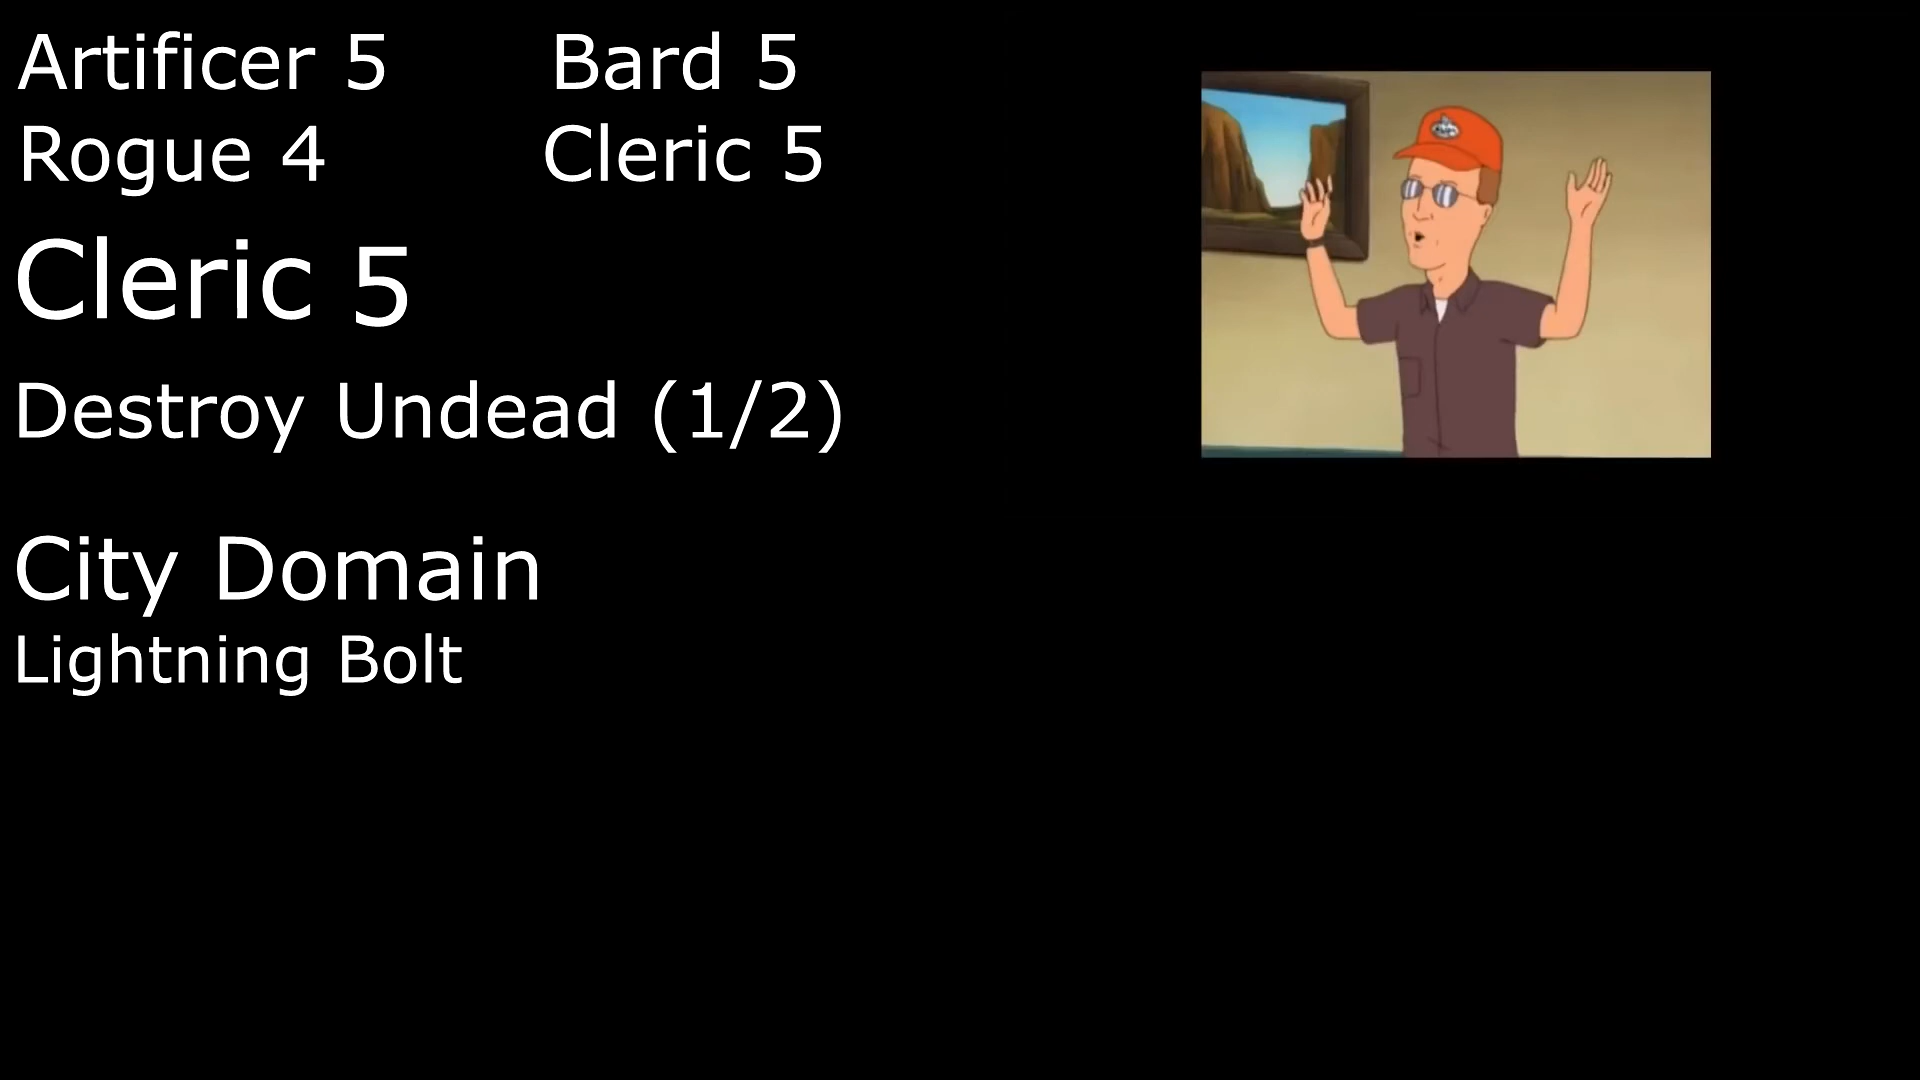 Artificer 5 Bard 5
Rogue 4 Cleric 5
Cleric 5
Destroy Undead (1/2)
City Domain
Lightning Bolt